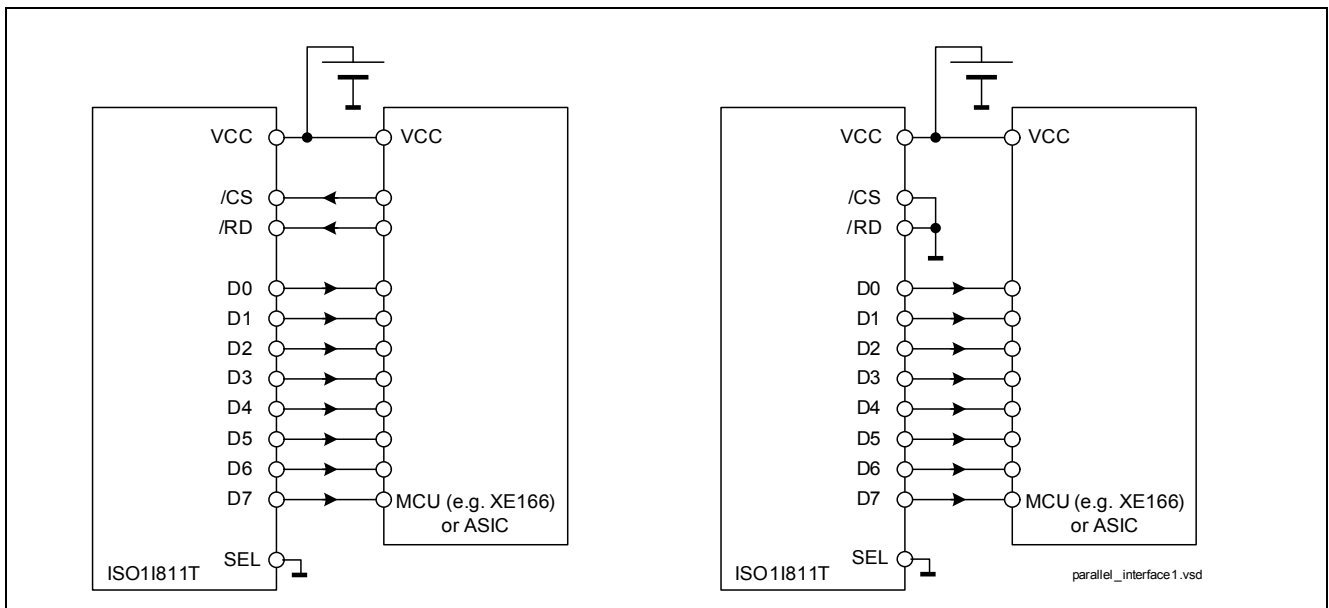 VCC
VCC
/CS
/RD
D0
D1
D2
D3
D4
D5
D6
D7
MCU (e.g. XE166)
or ASIC
SEL
ISO1I811T
VCC
VCC
/CS
/RD
D0
D1
D2
D3
D4
D5
D6
D7
MCU (e.g. XE166)
or ASIC
SEL
ISO1I811T
parallel_interface1.vsd